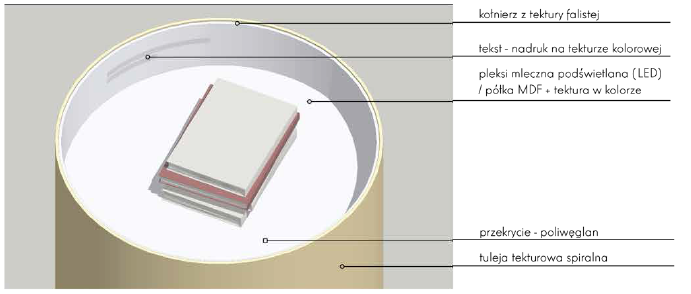 kołnierz z tektury falistej
tekst - nadruk na tekturze kolorowej
pleksi mleczna podświetlana (LED)
/ półka MDF + tektura w kolorze
przekrycie - poliwęglan
tuleja tekturowa spiralna